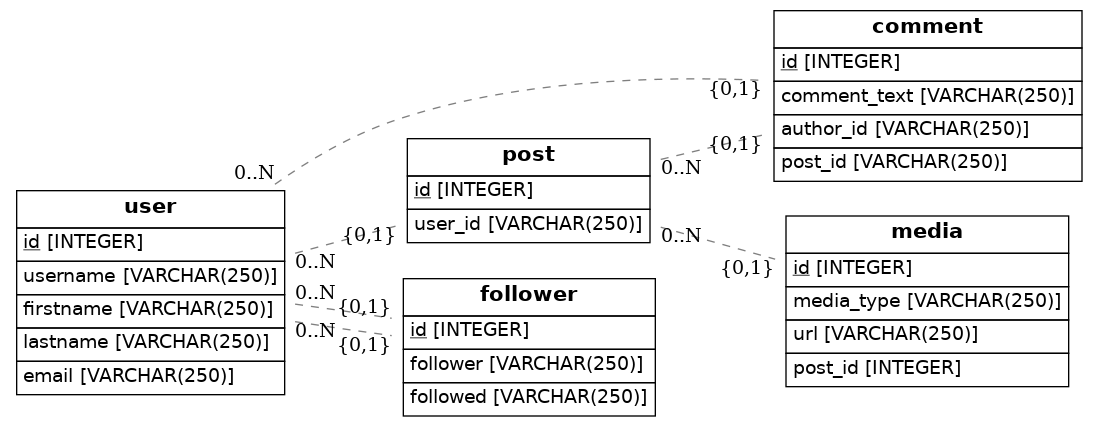 comment
id [INTEGER]
comment_text [VARCHAR(250)]
author_id [VARCHAR(250)]
post_id [VARCHAR(250)]
{0,1}
{0,1}
0..N
post
id [INTEGER]
user_id [VARCHAR(250)]
0..N
0..N
user
id [INTEGER]
username [VARCHAR(250)]
firstname [VARCHAR(250)]
lastname [VARCHAR(250)]
email [VARCHAR(250)]
{0,1}
0..N
0..N
{0,1}
0..N
{0,1}
follower
id [INTEGER]
follower [VARCHAR(250)]
followed [VARCHAR(250)]
{0,1}
media
id [INTEGER]
media_type [VARCHAR(250)]
url [VARCHAR(250)]
post_id [INTEGER]